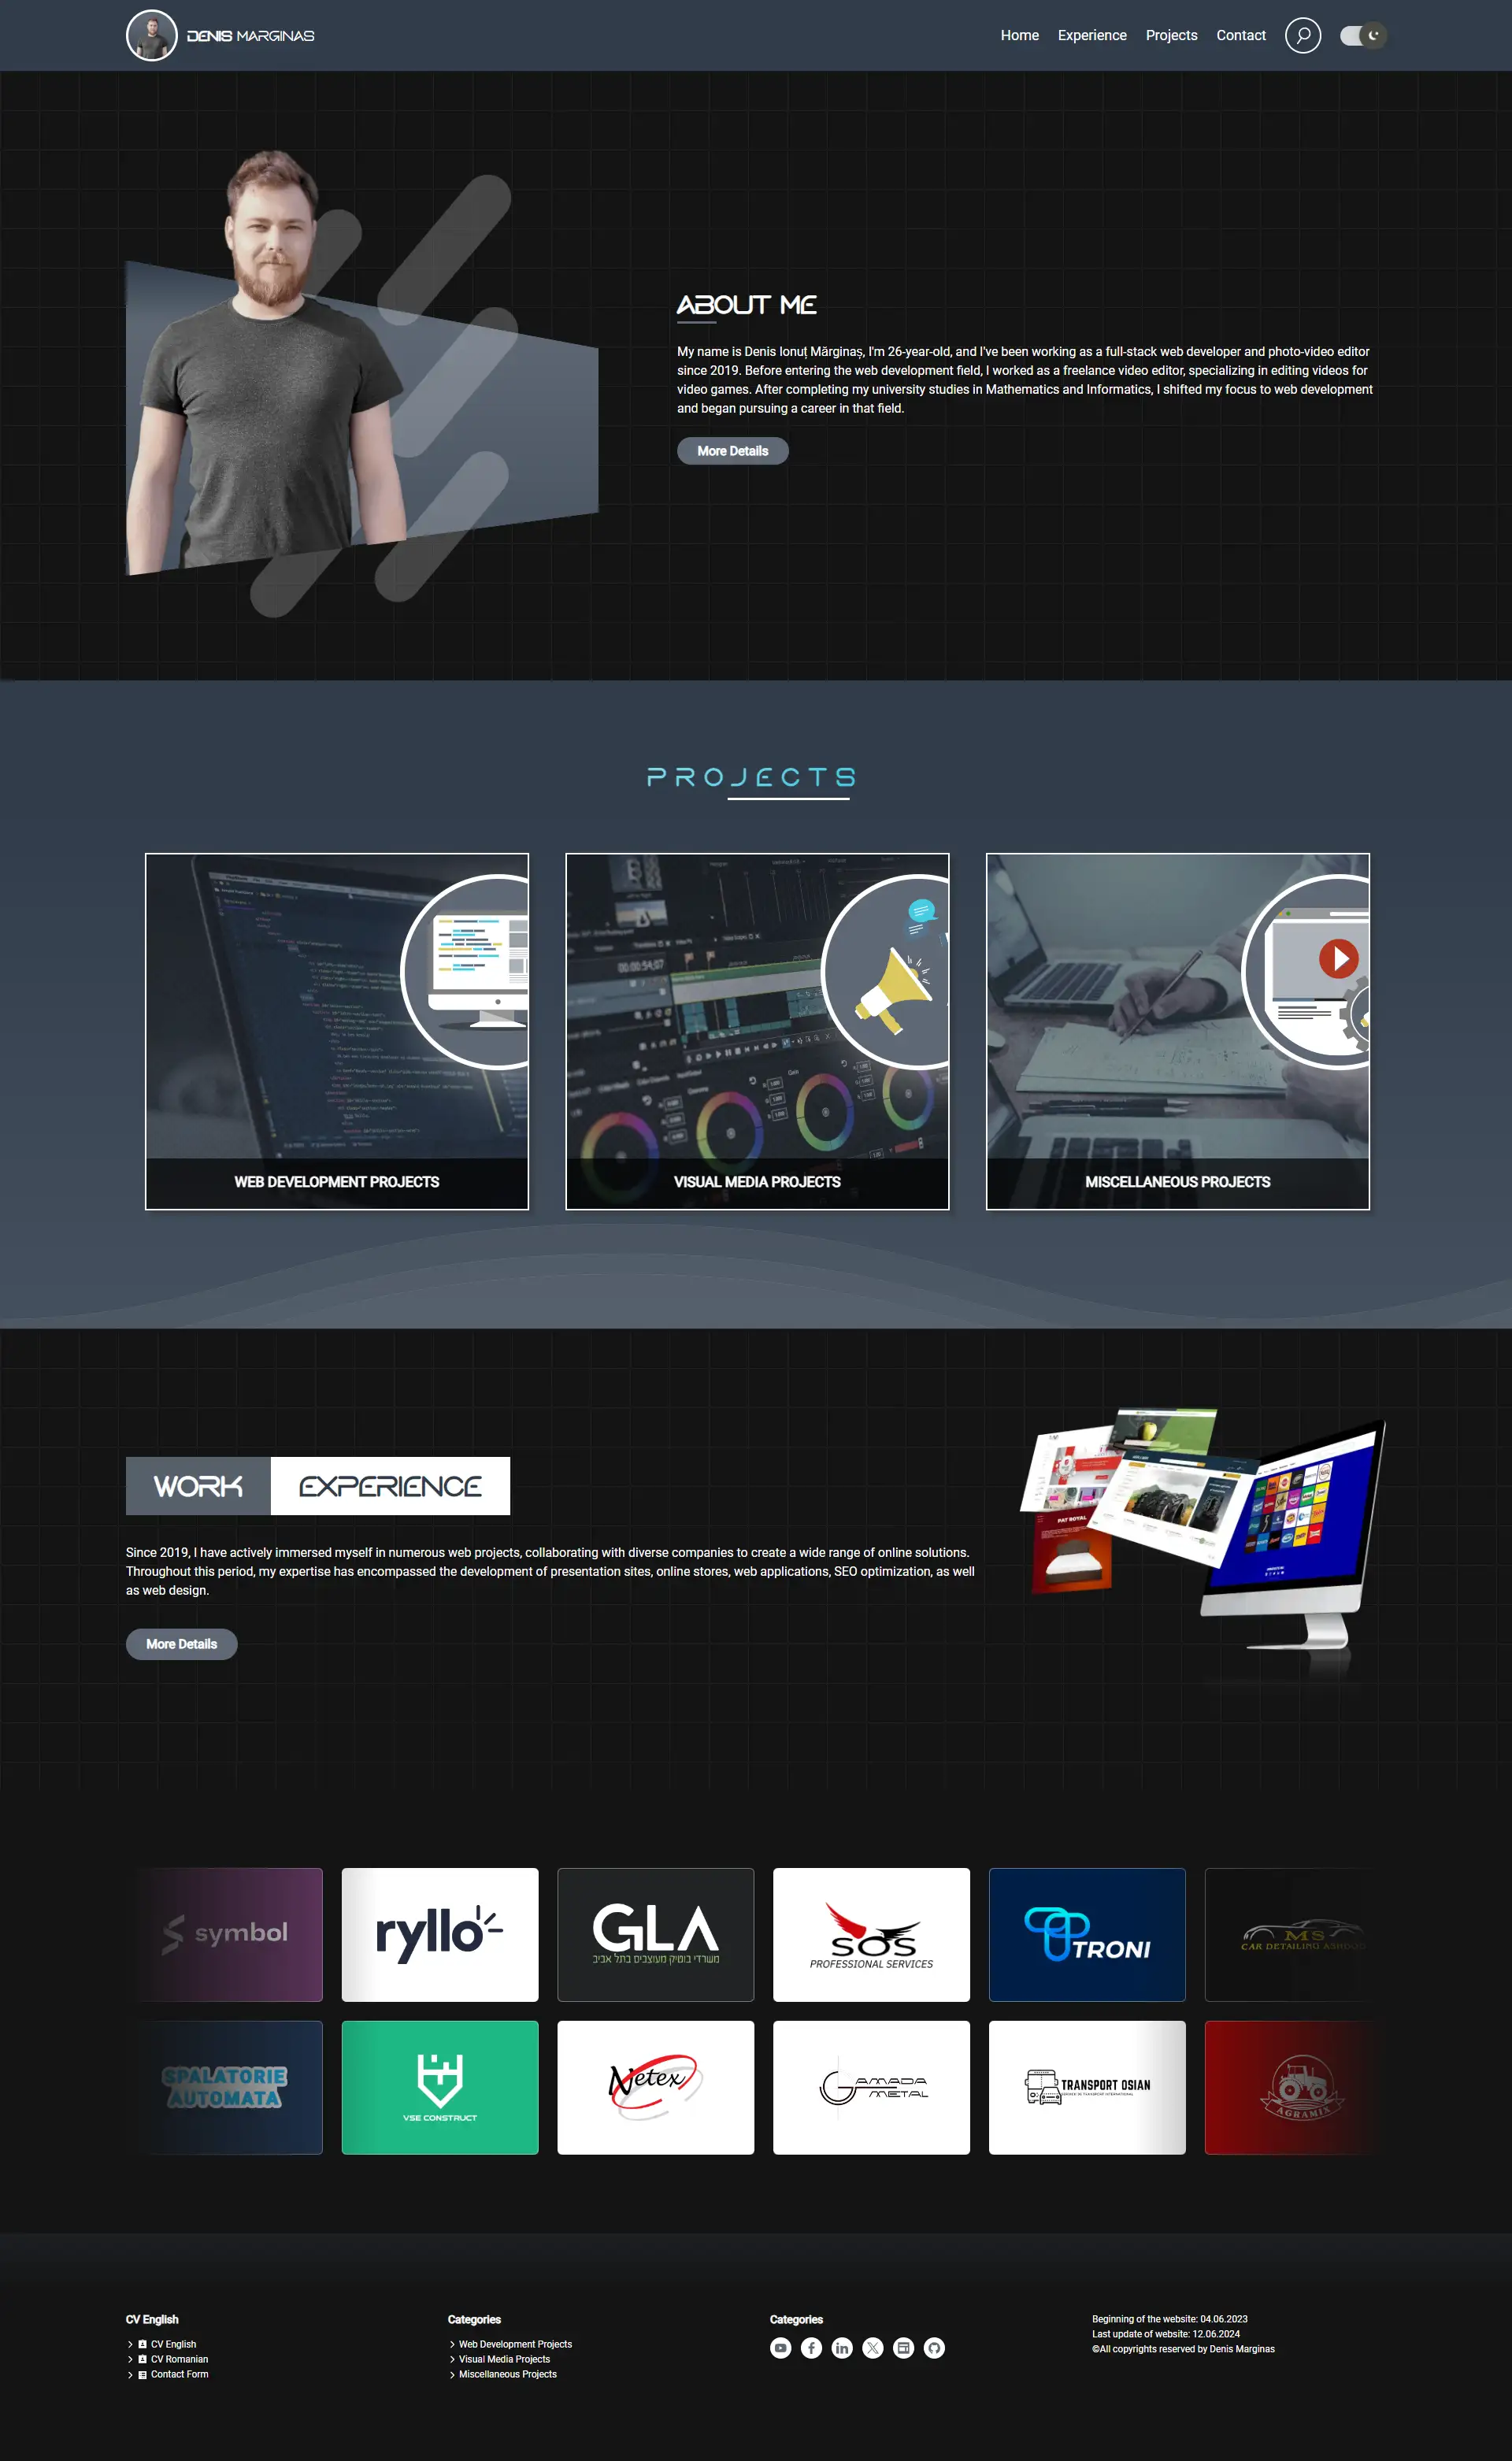 DENIS MARGINAS
Home
Experience
Projects
Contact
ABOUT ME
My name is Denis Ionuț Mărginaș, I'm 26-year-old, and I've been working as a full-stack web developer and photo-video editor
since 2019. Before entering the web development field, I worked as a freelance video editor, specializing in editing videos for
video games. After completing my university studies in Mathematics and Informatics, I shifted my focus to web development
and began pursuing a career in that field.
More Details
PROJECTS
00:00:54;07
WEB DEVELOPMENT PROJECTS
VISUAL MEDIA PROJECTS
MISCELLANEOUS PROJECTS
WORK EXPERIENCE
PAT ROYAL
Since 2019, I have actively immersed myself in numerous web projects, collaborating with diverse companies to create a wide range of online solutions.
Throughout this period, my expertise has encompassed the development of presentation sites, online stores, web applications, SEO optimization, as well
as web design.
More Details
symbol
ryllo
GLA
משרדי בוטיק מעוצבים בתל אביב
SOS
PROFESSIONAL SERVICES
TRONI
MS
CAR DETAILING ASHDOD
SPALATORIE
AUTOMATA
VSE CONSTRUCT
Netex
GAMADA
METAL
TRANSPORT OSIAN
AGRAMIX
CV English
CV English
CV Romanian
Contact Form
Categories
Web Development Projects
Visual Media Projects
Miscellaneous Projects
Categories
Beginning of the website: 04.06.2023
Last update of website: 12.06.2024
©All copyrights reserved by Denis Marginas